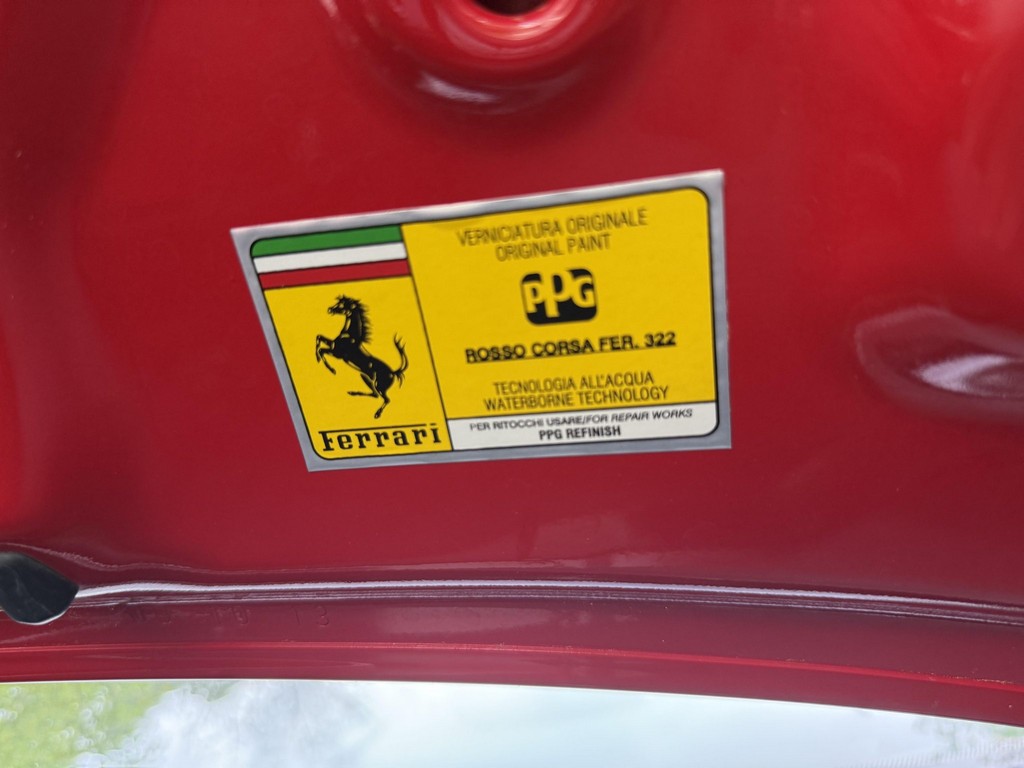 VERNICIATURA ORIGINALE
ORIGINAL PAINT
PPG
ROSSO CORSA FER. 322
TECNOLOGIA ALL'ACQUA
WATERBORNE TECHNOLOGY
PER RITOCCHI USARE/FOR REPAIR WORKS
PPG REFINISH
Ferrari